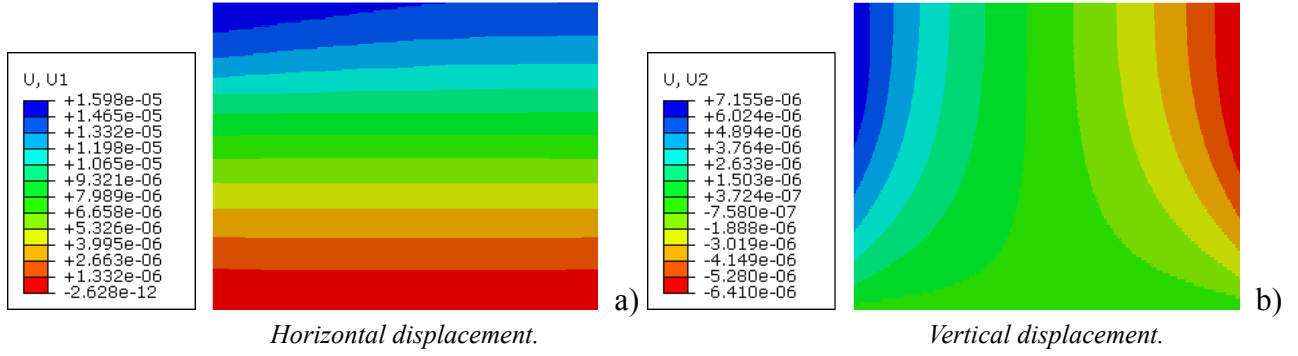 U, U1
+1.598e-05
+1.465e-05
+1.332e-05
+1.198e-05
+1.065e-05
+9.321e-06
+7.989e-06
+6.658e-06
+5.326e-06
+3.995e-06
+2.663e-06
+1.332e-06
-2.628e-12
a)
Horizontal displacement.
U, U2
+7.155e-06
+6.024e-06
+4.894e-06
+3.764e-06
+2.633e-06
+1.503e-06
+3.724e-07
-7.580e-07
-1.888e-06
-3.019e-06
-4.149e-06
-5.280e-06
-6.410e-06
b)
Vertical displacement.